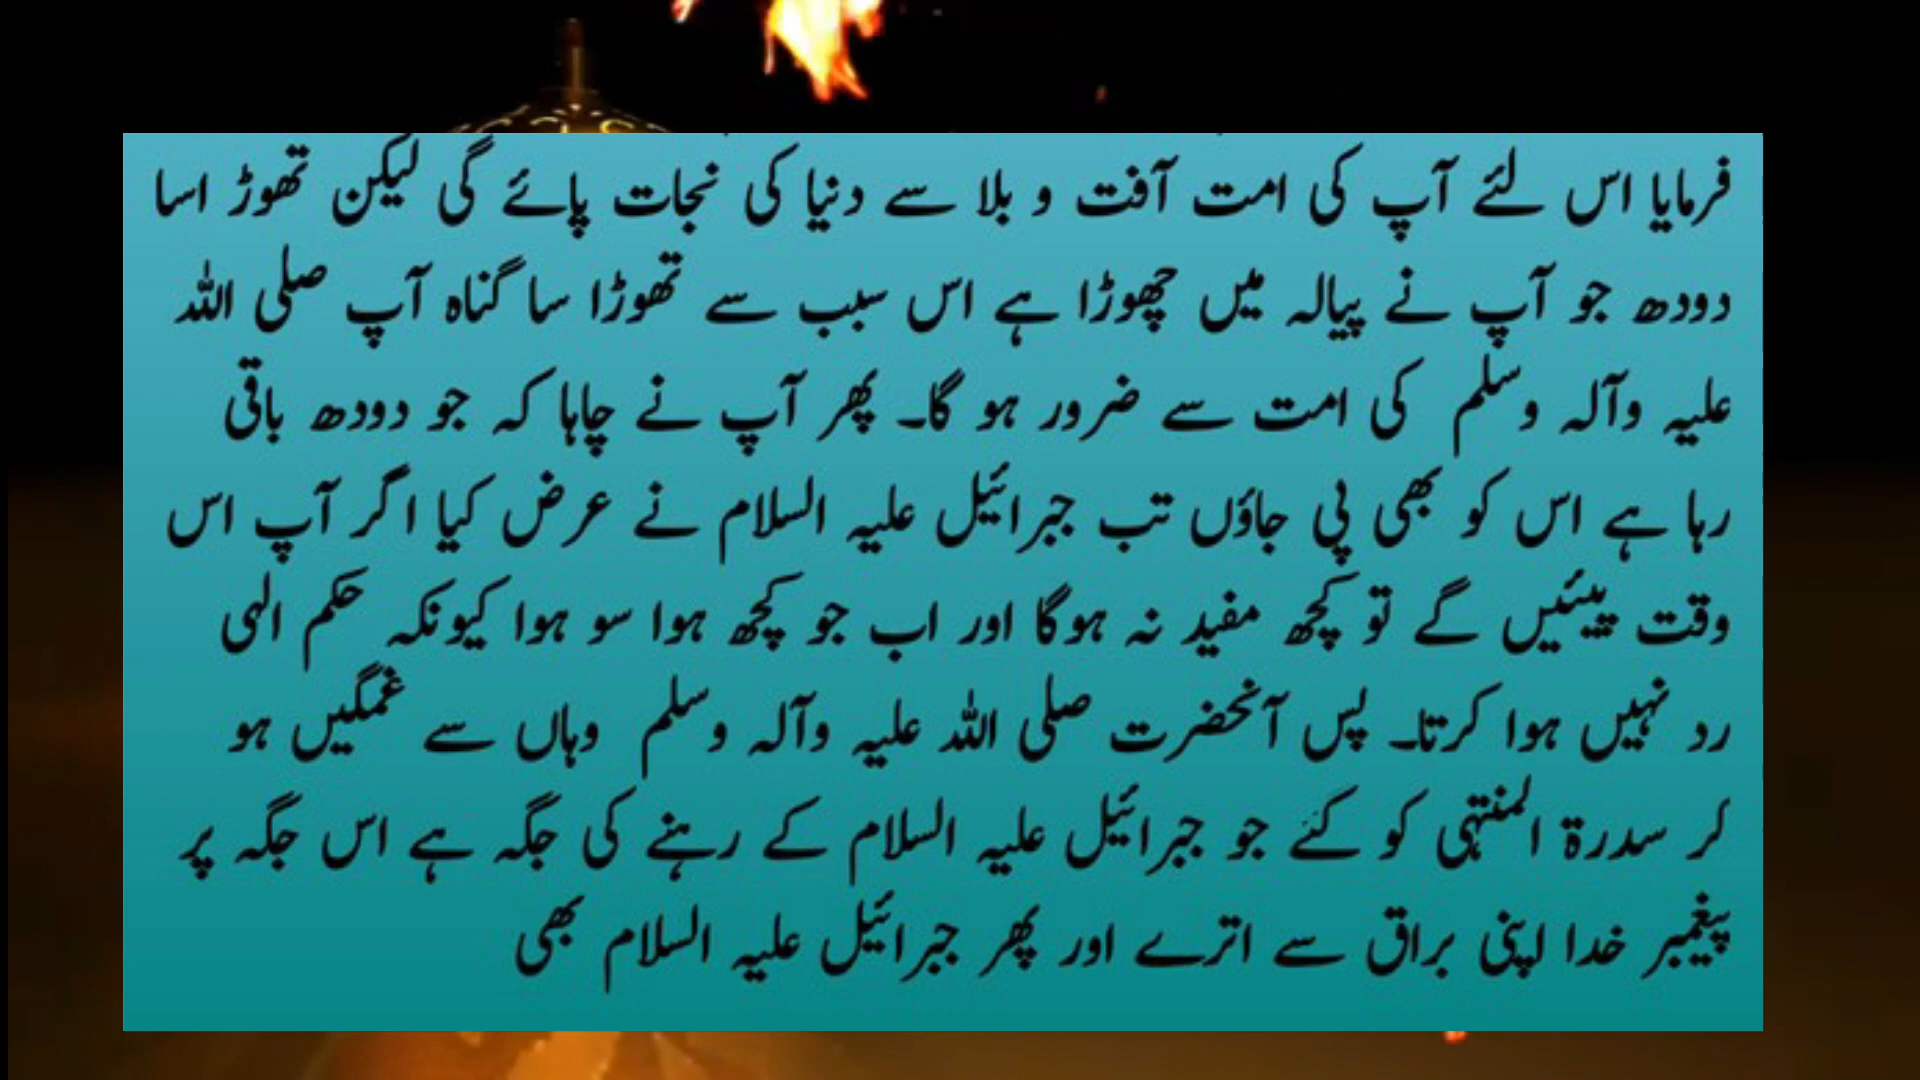 فرمایا اس لئے آپ کی امت آفت و بلا سے دنیا کی نجات پائے گی لیکن تھوڑ اسا
دودھ جو آپ نے پیالہ میں چھوڑا ہے اس سبب سے تھوڑا سا گناہ آپ صلی اللہ
علیہ وآلہ وسلم کی امت سے ضرور ہو گا۔ پھر آپ نے چاہا کہ جو دودھ باقی
رہا ہے اس کو بھی پی جاؤں تب جبرائیل علیہ السلام نے عرض کیا اگر آپ اس
وقت پیئیں گے تو کچھ مفید نہ ہوگا اور اب جو کچھ ہوا سو ہوا کیونکہ حکم الہی
رد نہیں ہوا کرتا۔ پس آنحضرت صلی اللہ علیہ وآلہ وسلم وہاں سے غمگیں ہو
کر سدرۃ المنتہی کو گئے جو جبرائیل علیہ السلام کے رہنے کی جگہ ہے اس جگہ پر
پیغمبر خدا اپنی براق سے اترے اور پھر جبرائیل علیہ السلام بھی